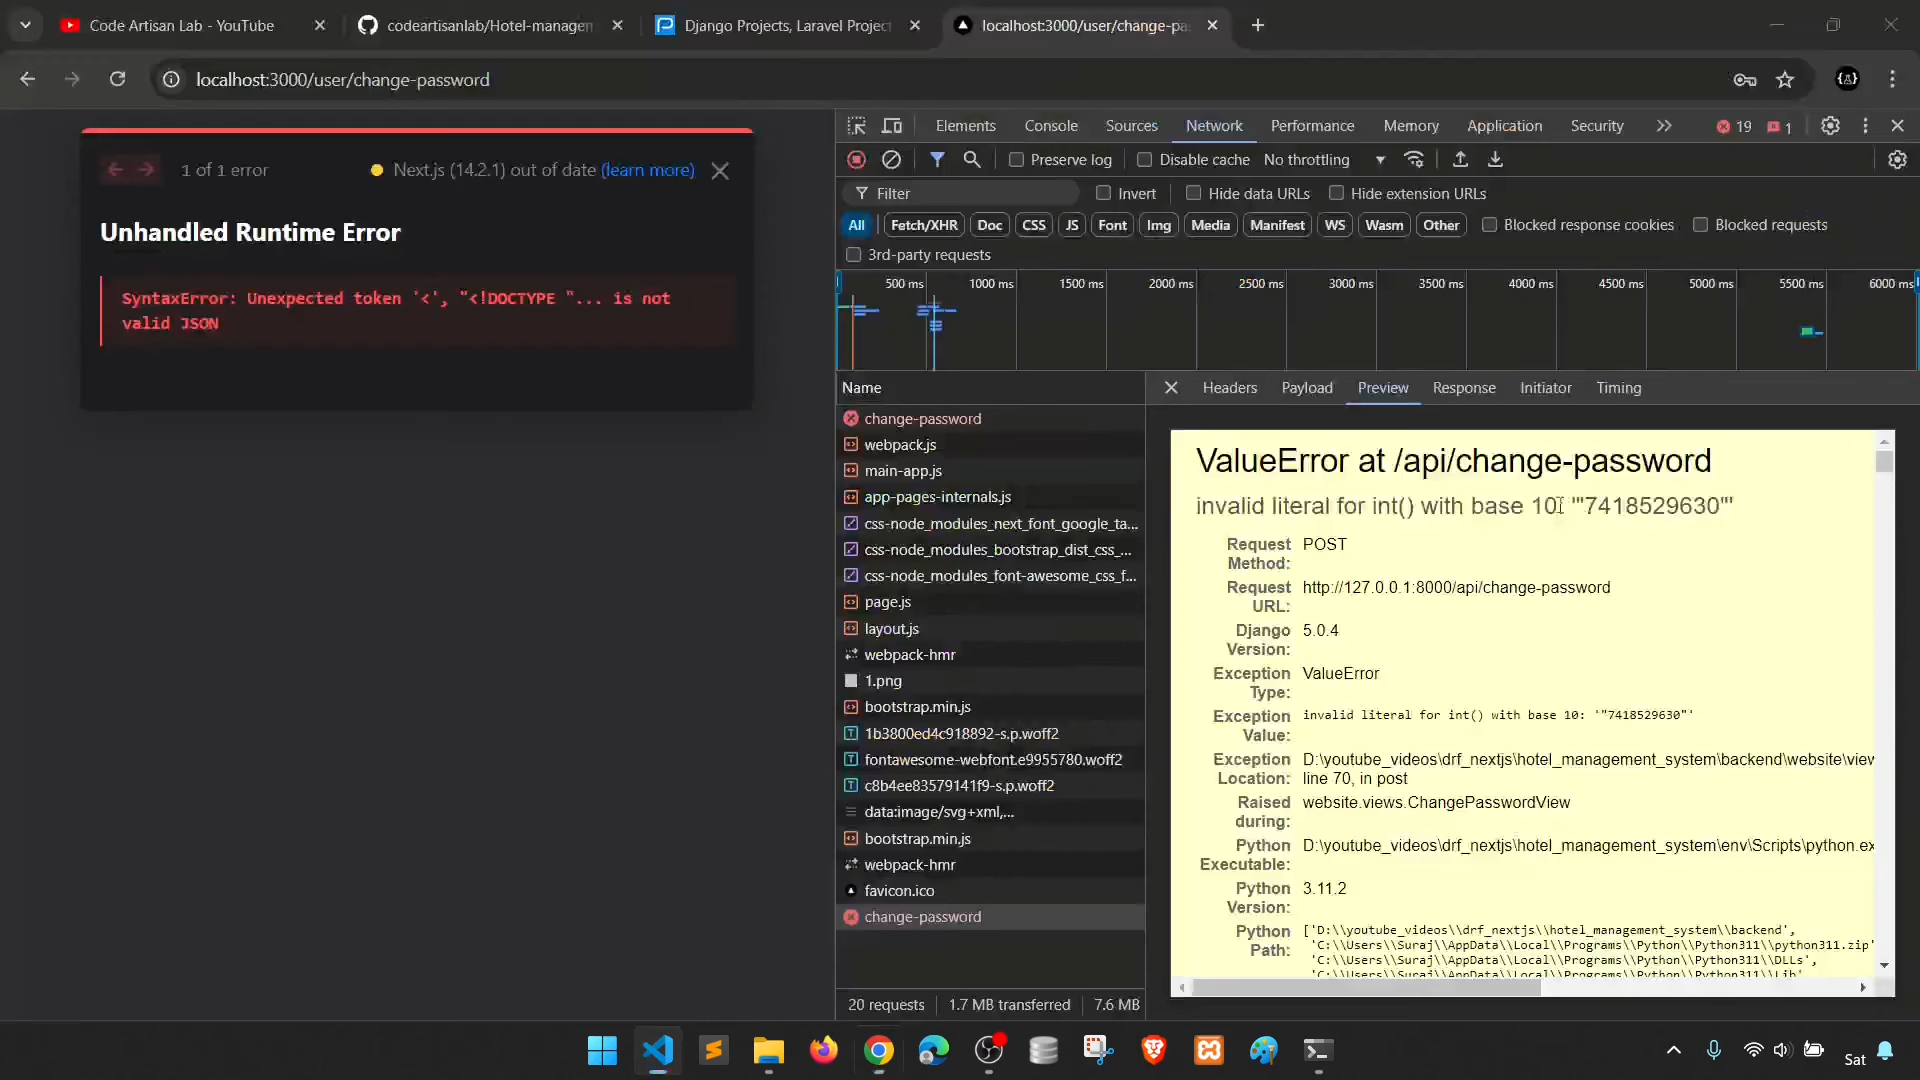 Code Artisan Lab - YouTube
codeartisanlab/Hotel-managem
Django Projects, Laravel Project
localhost:3000/user/change-pa
localhost:3000/user/change-password
1 of 1 error
Next.js (14.2.1) out of date (learn more)
Unhandled Runtime Error
SyntaxError: Unexpected token '<', "<!DOCTYPE "... is not
valid JSON
Elements
Console
Sources
Network
Performance
Memory
Application
Security
19
1
Preserve log
Disable cache
No throttling
Filter
Invert
Hide data URLs
Hide extension URLs
All
Fetch/XHR
Doc
CSS
JS
Font
Img
Media
Manifest
WS
Wasm
Other
Blocked response cookies
Blocked requests
3rd-party requests
500 ms
1000 ms
1500 ms
2000 ms
2500 ms
3000 ms
3500 ms
4000 ms
4500 ms
5000 ms
5500 ms
6000 ms
Name
change-password
webpack.js
main-app.js
app-pages-internals.js
css-node_modules_next_font_google_ta...
css-node_modules_bootstrap_dist_css_...
css-node_modules_font-awesome_css_f...
page.js
layout.js
webpack-hmr
1.png
bootstrap.min.js
1b3800ed4c918892-s.p.woff2
fontawesome-webfont.e9955780.woff2
c8b4ee83579141f9-s.p.woff2
data:image/svg+xml,...
bootstrap.min.js
webpack-hmr
favicon.ico
change-password
20 requests
1.7 MB transferred
7.6 MB
Headers
Payload
Preview
Response
Initiator
Timing
ValueError at /api/change-password
invalid literal for int() with base 10: '"7418529630"'
Request Method: POST
Request URL: http://127.0.0.1:8000/api/change-password
Django Version: 5.0.4
Exception Type: ValueError
Exception Value: invalid literal for int() with base 10: '"7418529630"'
Exception Location: D:\youtube_videos\drf_nextjs\hotel_management_system\backend\website\view
line 70, in post
Raised during: website.views.ChangePasswordView
Python Executable: D:\youtube_videos\drf_nextjs\hotel_management_system\env\Scripts\python.ex
Python Version: 3.11.2
Python Path: ['D:\\youtube_videos\\drf_nextjs\\hotel_management_system\\backend',
'C:\\Users\\Suraj\\AppData\\Local\\Programs\\Python\\Python311\\python311.zip'
'C:\\Users\\Suraj\\AppData\\Local\\Programs\\Python\\Python311\\DLLs',
'C:\\Users\\Suraj\\AppData\\Local\\Programs\\Python\\Python311\\Lib'
Sat